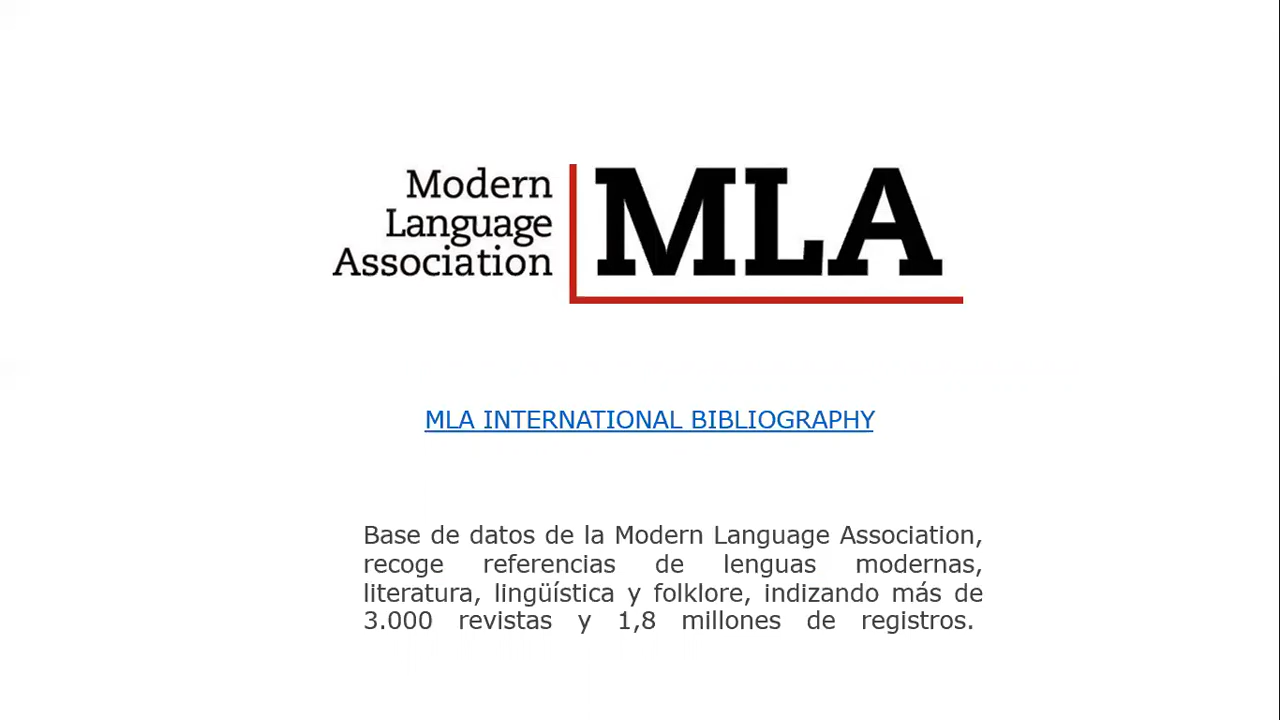 Modern
Language
Association
MLA
MLA INTERNATIONAL BIBLIOGRAPHY
Base de datos de la Modern Language Association,
recoge referencias de lenguas modernas,
literatura, lingüística y folklore, indizando más de
3.000 revistas y 1,8 millones de registros.